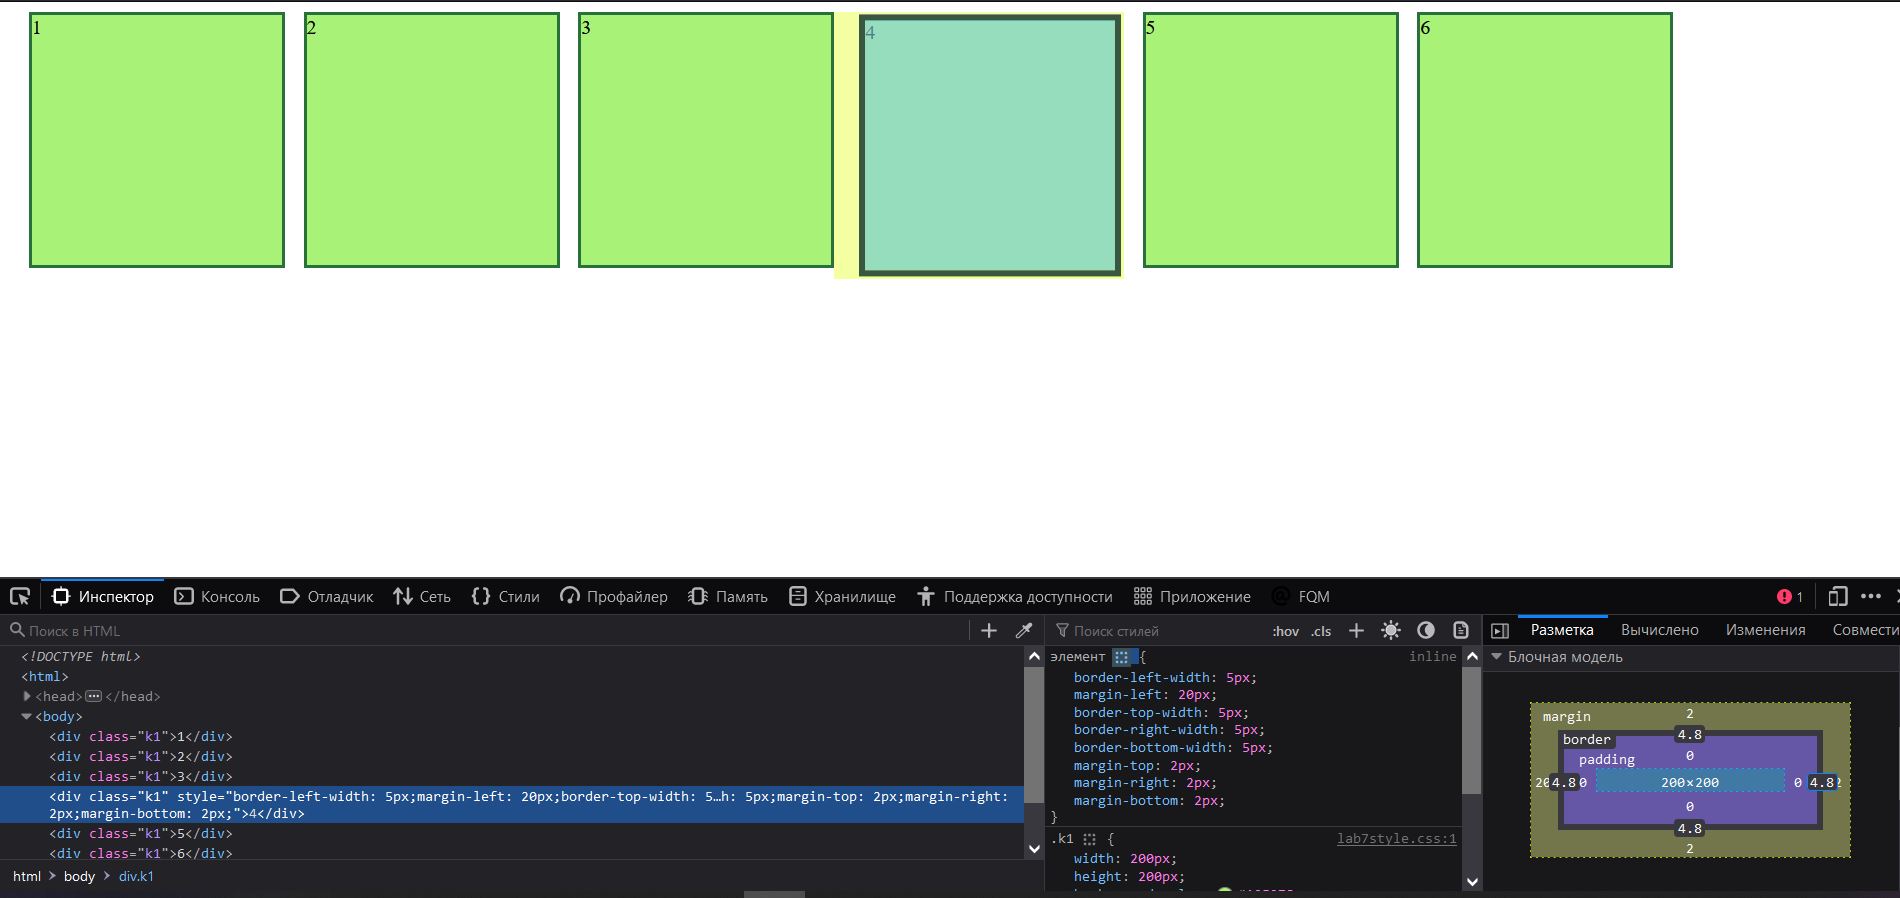 1 2 3 4 5 6
Инспектор Консоль Отладчик Сеть Стили Профайлер Память Хранилище Поддержка доступности Приложение FQM 1
Поиск в HTML
<!DOCTYPE html>
<html>
<head> </head>
<body>
<div class="k1">1</div>
<div class="k1">2</div>
<div class="k1">3</div>
<div class="k1" style="border-left-width: 5px;margin-left: 20px;border-top-width: 5…h: 5px;margin-top: 2px;margin-right:
2px;margin-bottom: 2px;">4</div>
<div class="k1">5</div>
<div class="k1">6</div>
html > body > div.k1
Поиск стилей :hov .cls
элемент { inline
border-left-width: 5px;
margin-left: 20px;
border-top-width: 5px;
border-right-width: 5px;
border-bottom-width: 5px;
margin-top: 2px;
margin-right: 2px;
margin-bottom: 2px;
}
.k1 { lab7style.css:1
width: 200px;
height: 200px;
Разметка Вычислено Изменения Совмести
Блочная модель
margin 2
border 4.8
padding 0
20 4.8 0 200×200 0 4.8 2
0
4.8
2